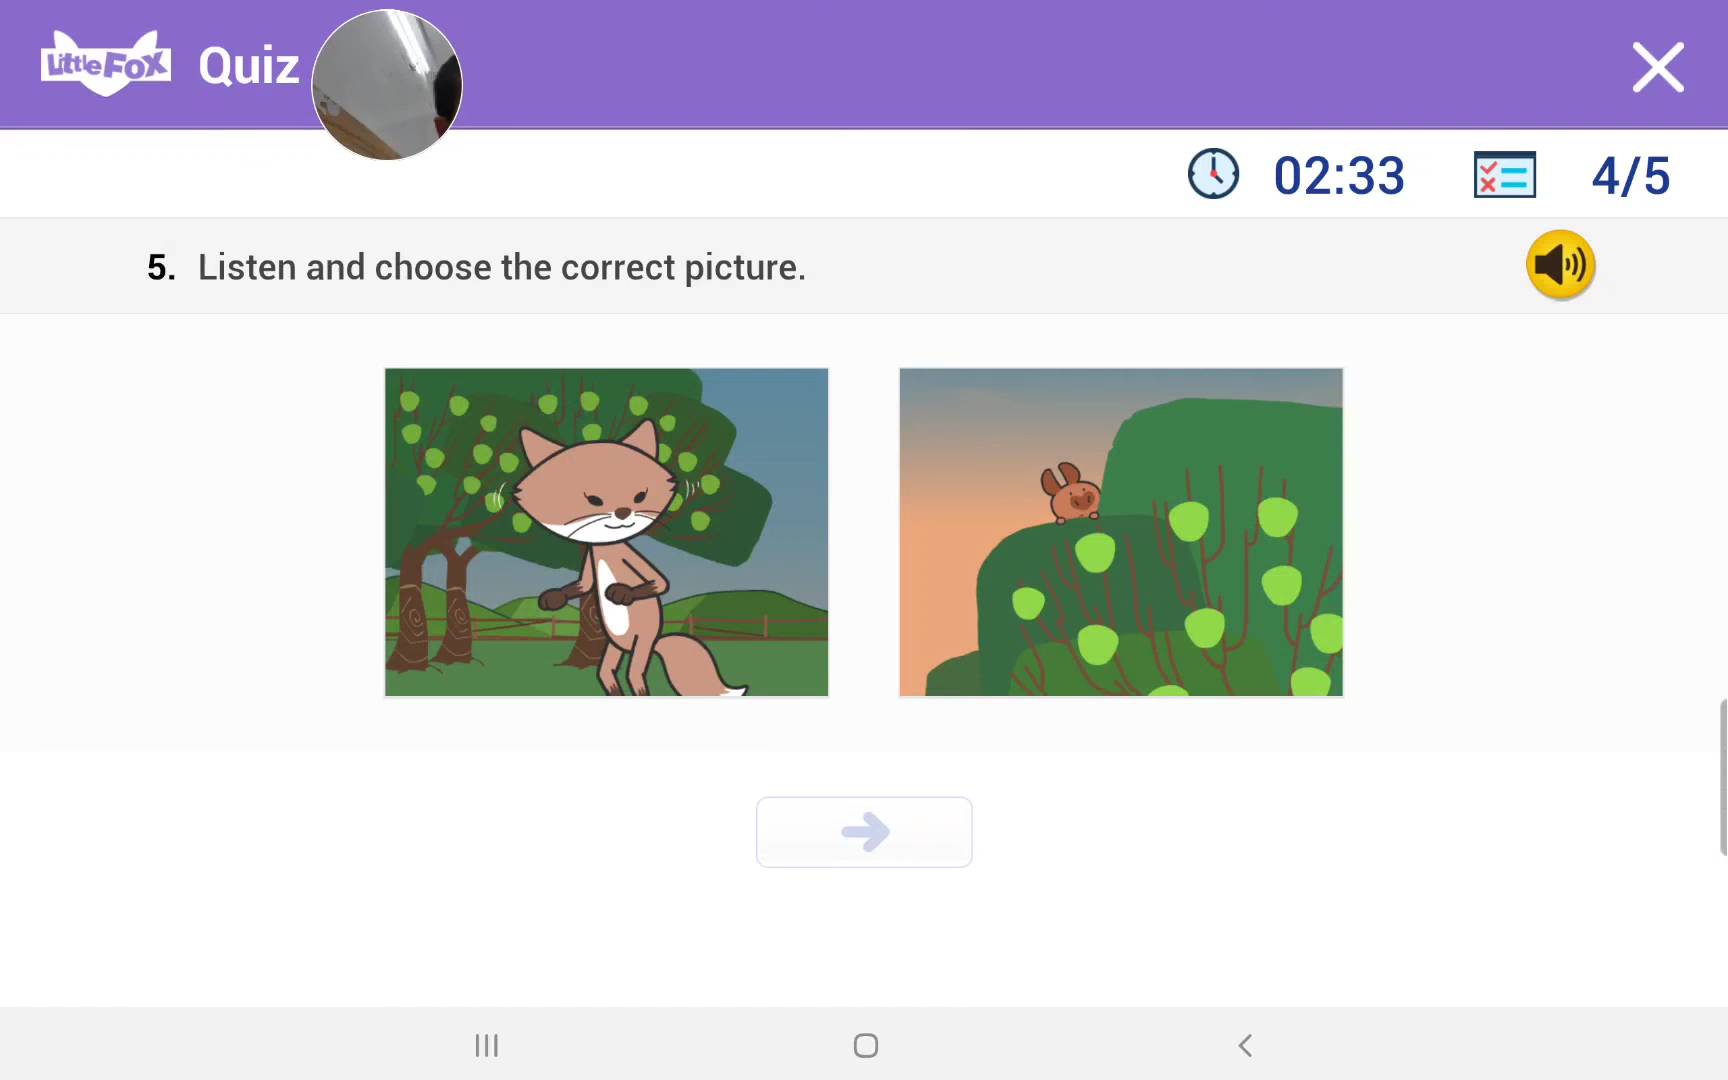 Little Fox Quiz
02:33 4/5
5. Listen and choose the correct picture.